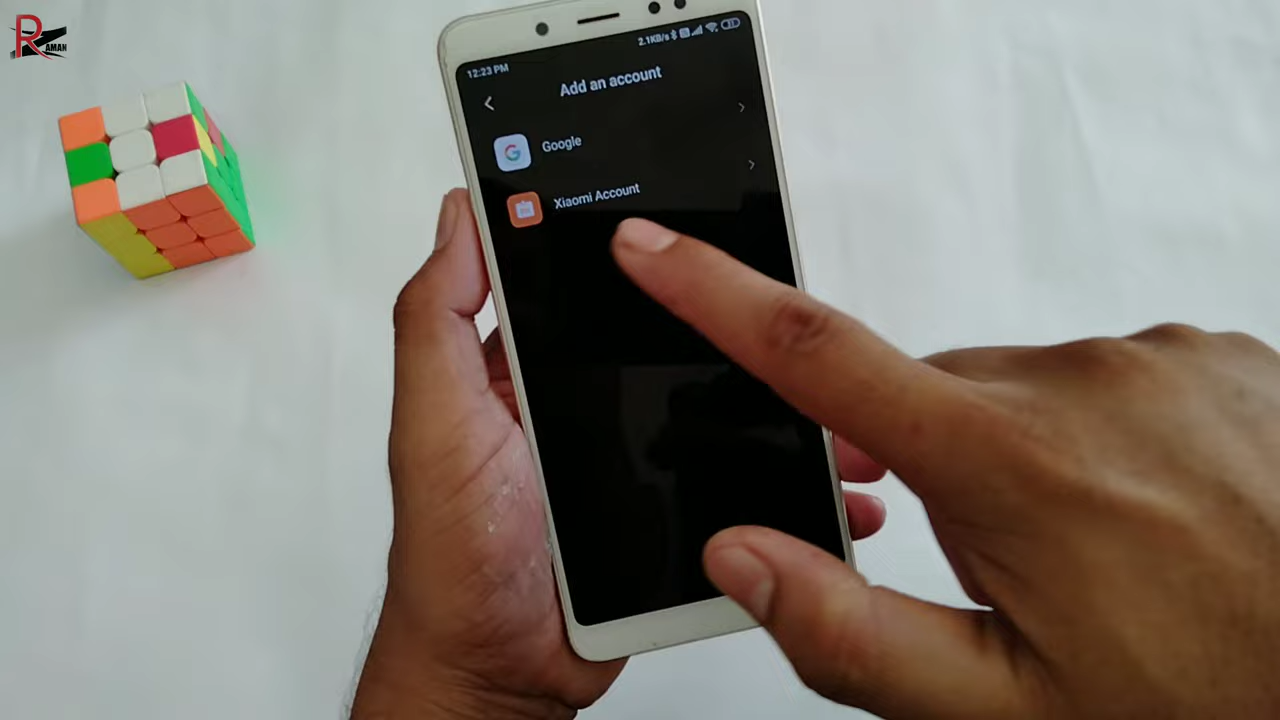 RAMAN
12:23 PM
2.1KB/s
Add an account
Google
Xiaomi Account